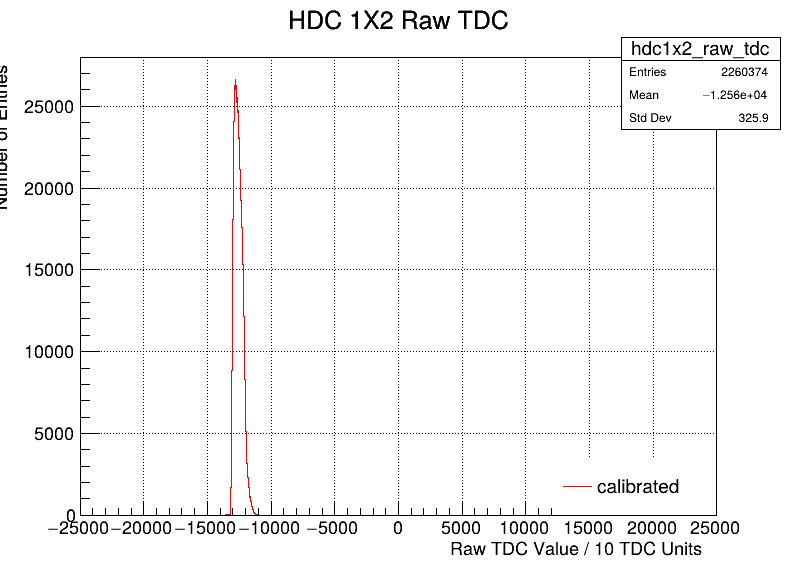 HDC 1X2 Raw TDC
hdc1x2_raw_tdc
Entries 2260374
Mean −1.256e+04
Std Dev 325.9
Number of Entries
25000
20000
15000
10000
5000
0
−25000 −20000 −15000 −10000 −5000 0 5000 10000 15000 20000 25000
calibrated
Raw TDC Value / 10 TDC Units